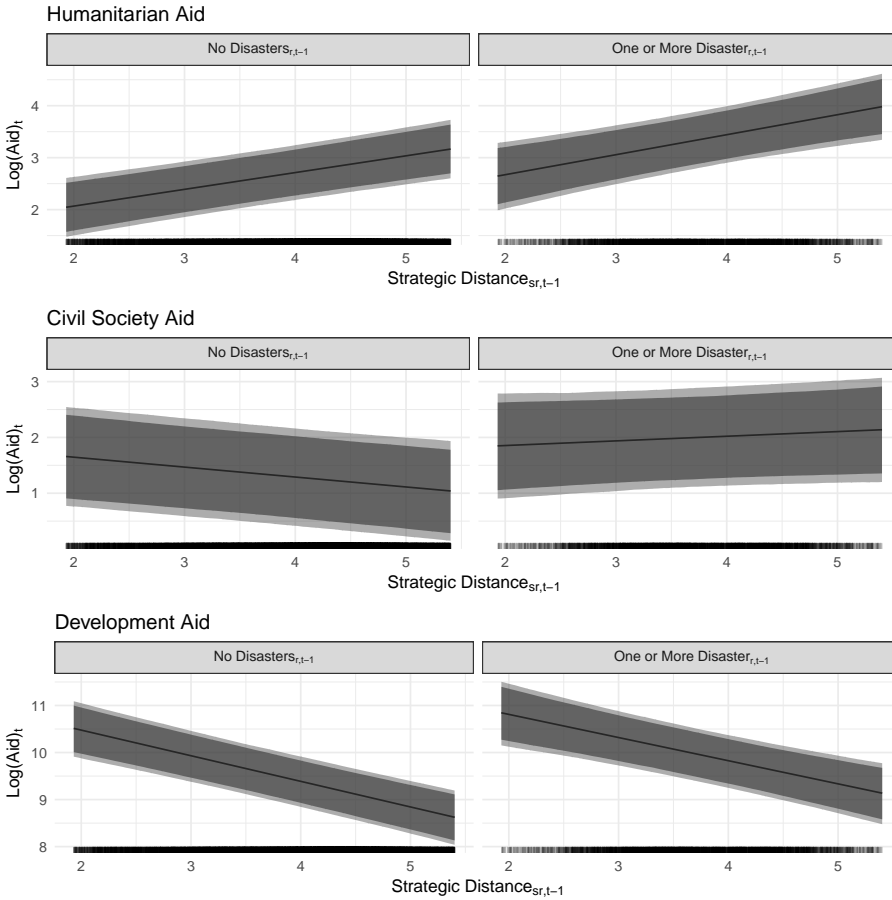 Humanitarian Aid
No Disasters_r,t−1 One or More Disaster_r,t−1
Log(Aid)_t
4
3
2
2 3 4 5 2 3 4 5
Strategic Distance_sr,t−1
Civil Society Aid
No Disasters_r,t−1 One or More Disaster_r,t−1
Log(Aid)_t
3
2
1
2 3 4 5 2 3 4 5
Strategic Distance_sr,t−1
Development Aid
No Disasters_r,t−1 One or More Disaster_r,t−1
Log(Aid)_t
11
10
9
8
2 3 4 5 2 3 4 5
Strategic Distance_sr,t−1